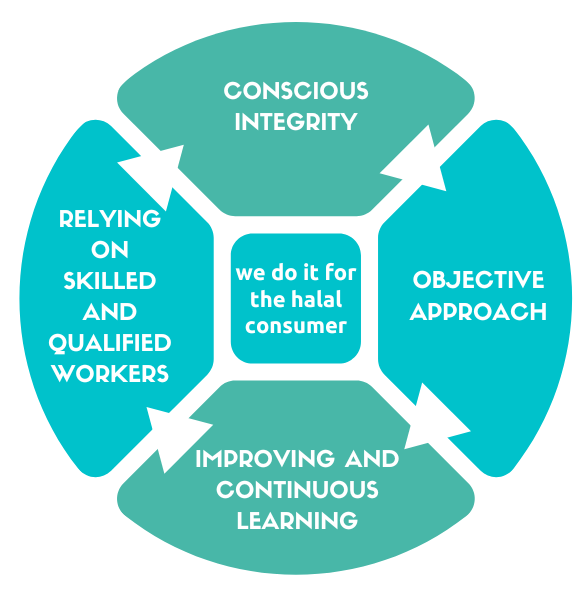 CONSCIOUS
INTEGRITY
RELYING
ON
SKILLED
AND
QUALIFIED
WORKERS
we do it for
the halal
consumer
OBJECTIVE
APPROACH
IMPROVING AND
CONTINUOUS
LEARNING